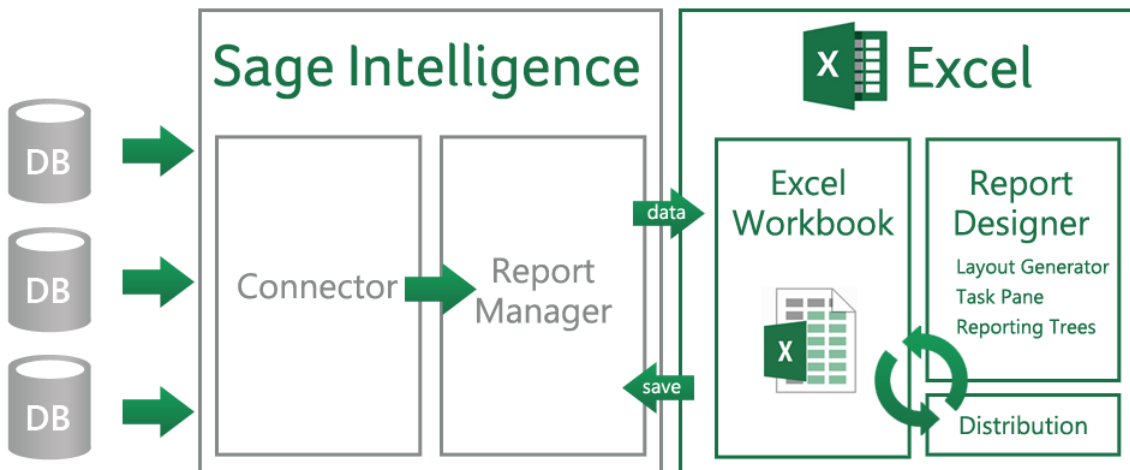 Sage Intelligence
X Excel
DB
DB
DB
Connector
Report
Manager
data
save
Excel
Workbook
X
Report
Designer
Layout Generator
Task Pane
Reporting Trees
Distribution